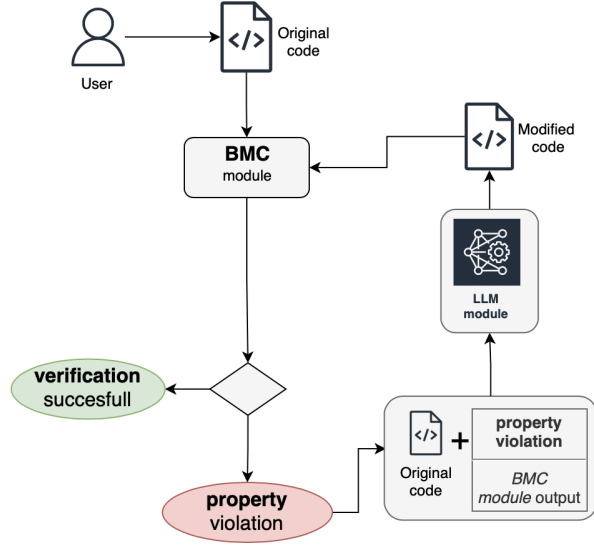 Original
code
User
BMC
module
Modified
code
LLM
module
verification
succesfull
property
violation
Original
code
+
property
violation
BMC
module output